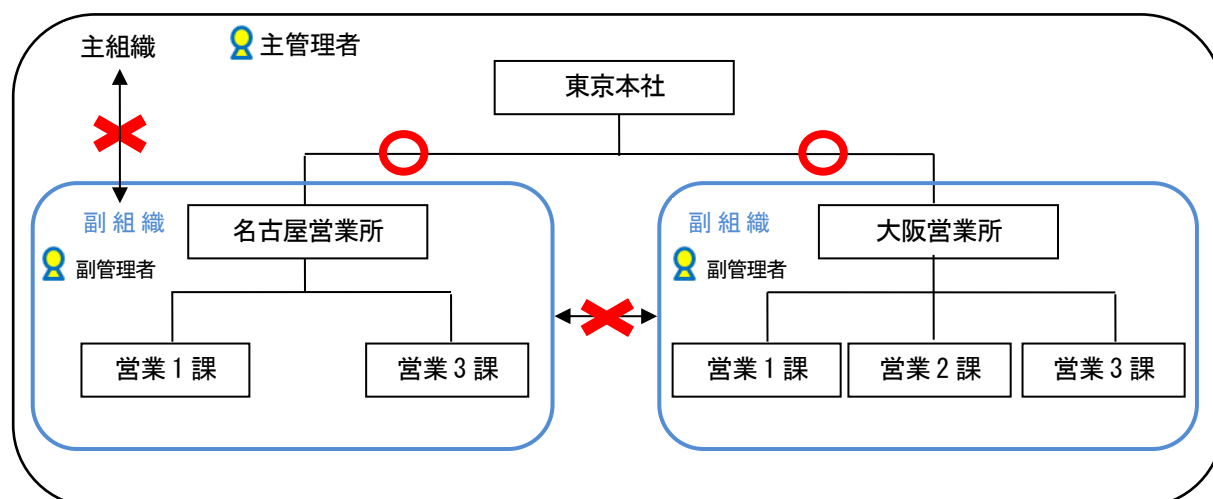 主組織
主管理者
東京本社
副組織
名古屋営業所
副管理者
営業1課
営業3課
副組織
大阪営業所
副管理者
営業1課
営業2課
営業3課